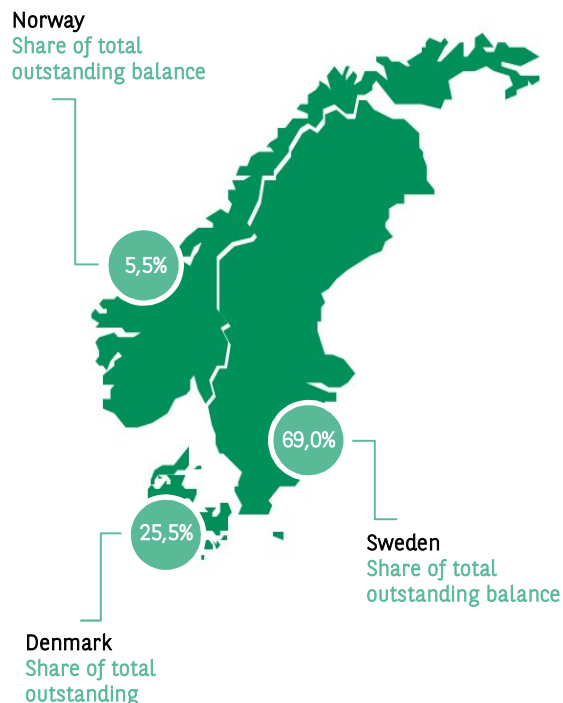 Norway
Share of total
outstanding balance
5,5%
69,0%
25,5%
Sweden
Share of total
outstanding balance
Denmark
Share of total
outstanding